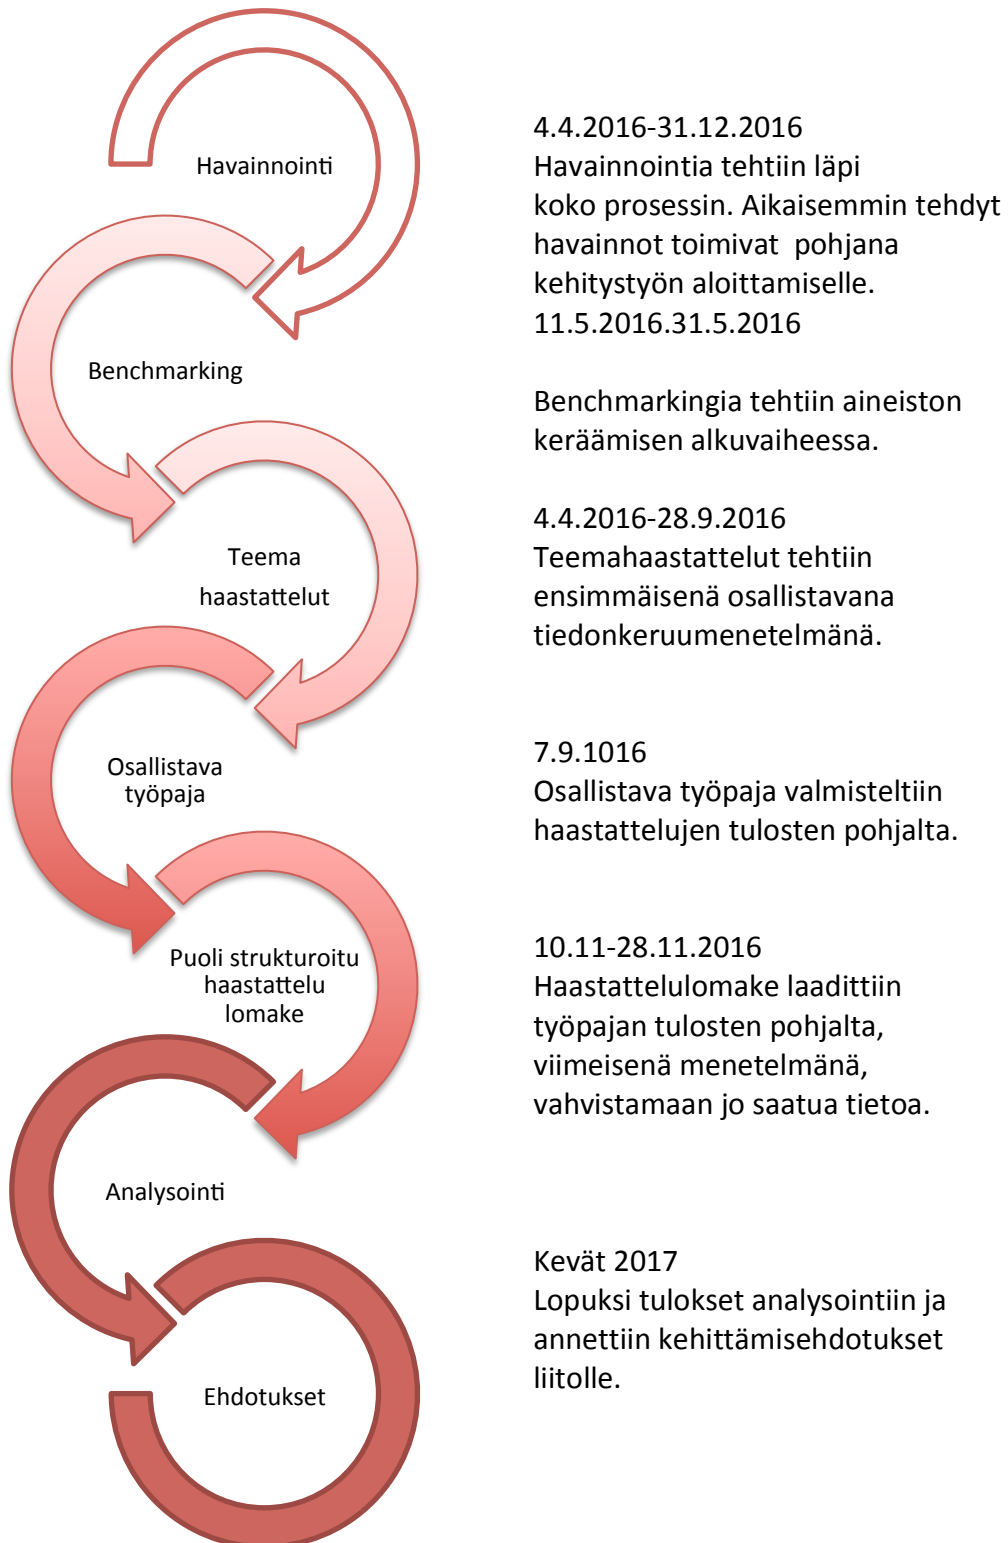 Havainnointi
4.4.2016-31.12.2016
Havainnointia tehtiin läpi
koko prosessin. Aikaisemmin tehdyt
havainnot toimivat  pohjana
kehitystyön aloittamiselle.
11.5.2016.31.5.2016
Benchmarking
Benchmarkingia tehtiin aineiston
keräämisen alkuvaiheessa.
Teema
haastattelut
4.4.2016-28.9.2016
Teemahaastattelut tehtiin
ensimmäisenä osallistavana
tiedonkeruumenetelmänä.
Osallistava
työpaja
7.9.1016
Osallistava työpaja valmisteltiin
haastattelujen tulosten pohjalta.
Puoli strukturoitu
haastattelu
lomake
10.11-28.11.2016
Haastattelulomake laadittiin
työpajan tulosten pohjalta,
viimeisenä menetelmänä,
vahvistamaan jo saatua tietoa.
Analysointi
Kevät 2017
Lopuksi tulokset analysointiin ja
annettiin kehittämisehdotukset
liitolle.
Ehdotukset